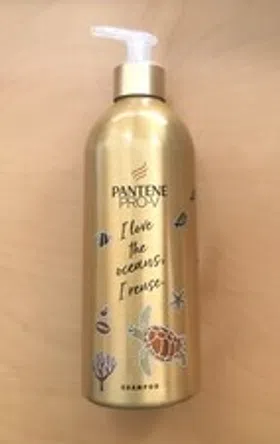 PANTENE
PRO-V
I love
the
oceans.
I reuse.
SHAMPOO